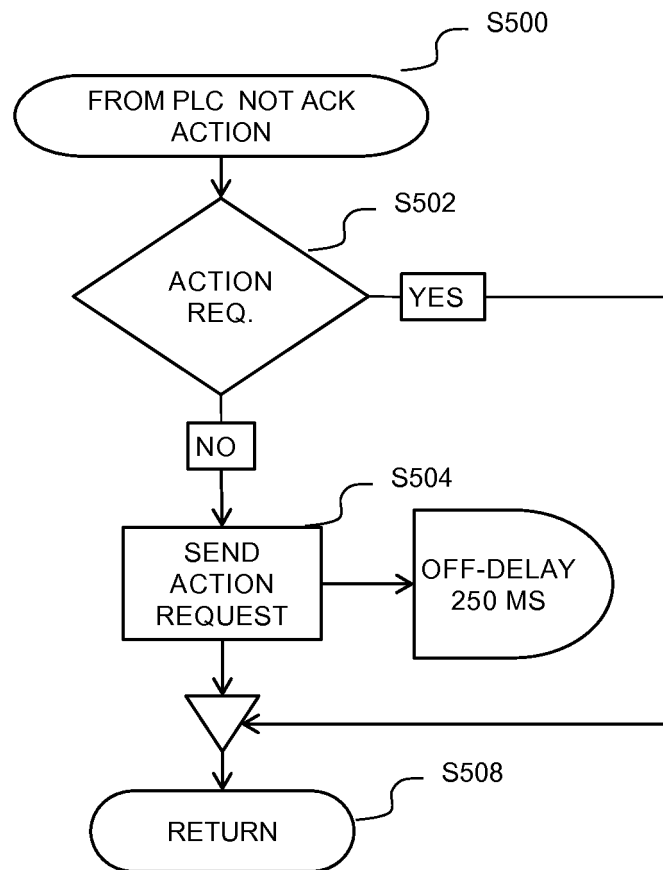 S500
FROM PLC NOT ACK
ACTION
S502
ACTION
REQ.
YES
NO
S504
SEND
ACTION
REQUEST
OFF-DELAY
250 MS
S508
RETURN